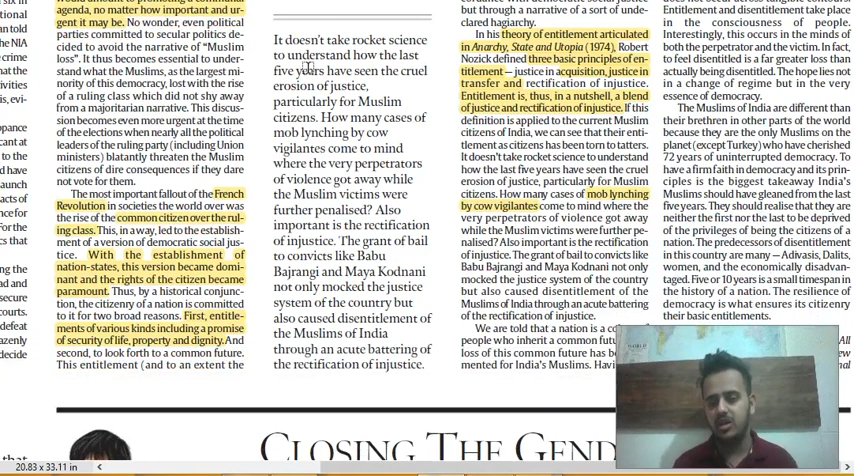 would amount to promoting a communal
agenda, no matter how important and ur-
gent it may be. No wonder, even political
parties committed to secular politics de-
cided to avoid the narrative of "Muslim
loss". It thus becomes essential to under-
stand what the Muslims, as the largest mi-
nority of this democracy, lost with the rise
of a ruling class which did not shy away
from a majoritarian narrative. This discus-
sion becomes even more urgent at the time
of the elections when nearly all the political
leaders of the ruling party (including Union
ministers) blatantly threaten the Muslim
citizens of dire consequences if they dare
not vote for them.
The most important fallout of the French
Revolution in societies the world over was
the rise of the common citizen over the rul-
ing class. This, in a way, led to the establish-
ment of a version of democratic social jus-
tice. With the establishment of
nation-states, this version became domi-
nant and the rights of the citizen became
paramount. Thus, by a historical conjunc-
tion, the citizenry of a nation is committed
to it for two broad reasons. First, entitle-
ments of various kinds including a promise
of security of life, property and dignity. And
second, to look forth to a common future.
This entitlement (and to an extent the
It doesn't take rocket science
to understand how the last
five years have seen the cruel
erosion of justice,
particularly for Muslim
citizens. How many cases of
mob lynching by cow
vigilantes come to mind
where the very perpetrators
of violence got away while
the Muslim victims were
further penalised? Also
important is the rectification
of injustice. The grant of bail
to convicts like Babu
Bajrangi and Maya Kodnani
not only mocked the justice
system of the country but
also caused disentitlement of
the Muslims of India
through an acute battering of
the rectification of injustice.
but through a narrative of a sort of unde-
clared hagiarchy.
In his theory of entitlement articulated
in Anarchy, State and Utopia (1974), Robert
Nozick defined three basic principles of en-
titlement — justice in acquisition, justice in
transfer and rectification of injustice.
Entitlement is, thus, in a nutshell, a blend
of justice and rectification of injustice. If this
definition is applied to the current Muslim
citizens of India, we can see that their enti-
tlement as citizens has been torn to tatters.
It doesn't take rocket science to understand
how the last five years have seen the cruel
erosion of justice, particularly for Muslim
citizens. How many cases of mob lynching
by cow vigilantes come to mind where the
very perpetrators of violence got away
while the Muslim victims were further pe-
nalised? Also important is the rectification
of injustice. The grant of bail to convicts like
Babu Bajrangi and Maya Kodnani not only
mocked the justice system of the country
but also caused disentitlement of the
Muslims of India through an acute battering
of the rectification of injustice.
We are told that a nation is a
people who inherit a common
loss of this common future has
mented for India's Muslims.
Entitlement and disentitlement take place
in the consciousness of people.
Interestingly, this occurs in the minds of
both the perpetrator and the victim. In fact,
to feel disentitled is a far greater loss than
actually being disentitled. The hope lies not
in a change of regime but in the very
essence of democracy.
The Muslims of India are different than
their brethren in other parts of the world
because they are the only Muslims on the
planet (except Turkey) who have cherished
72 years of uninterrupted democracy. To
have a firm faith in democracy and its prin-
ciples is the biggest takeaway India's
Muslims should have gleaned from the last
five years. They should realise that they are
neither the first nor the last to be deprived
of the privileges of being the citizens of a
nation. The predecessors of disentitlement
in this country are many — Adivasis, Dalits,
women, and the economically disadvan-
taged. Five or 10 years is a small timespan in
the history of a nation. The resilience of
democracy is what ensures its citizenry
their basic entitlements.
CLOSING THE
20.83 x 33.11 in